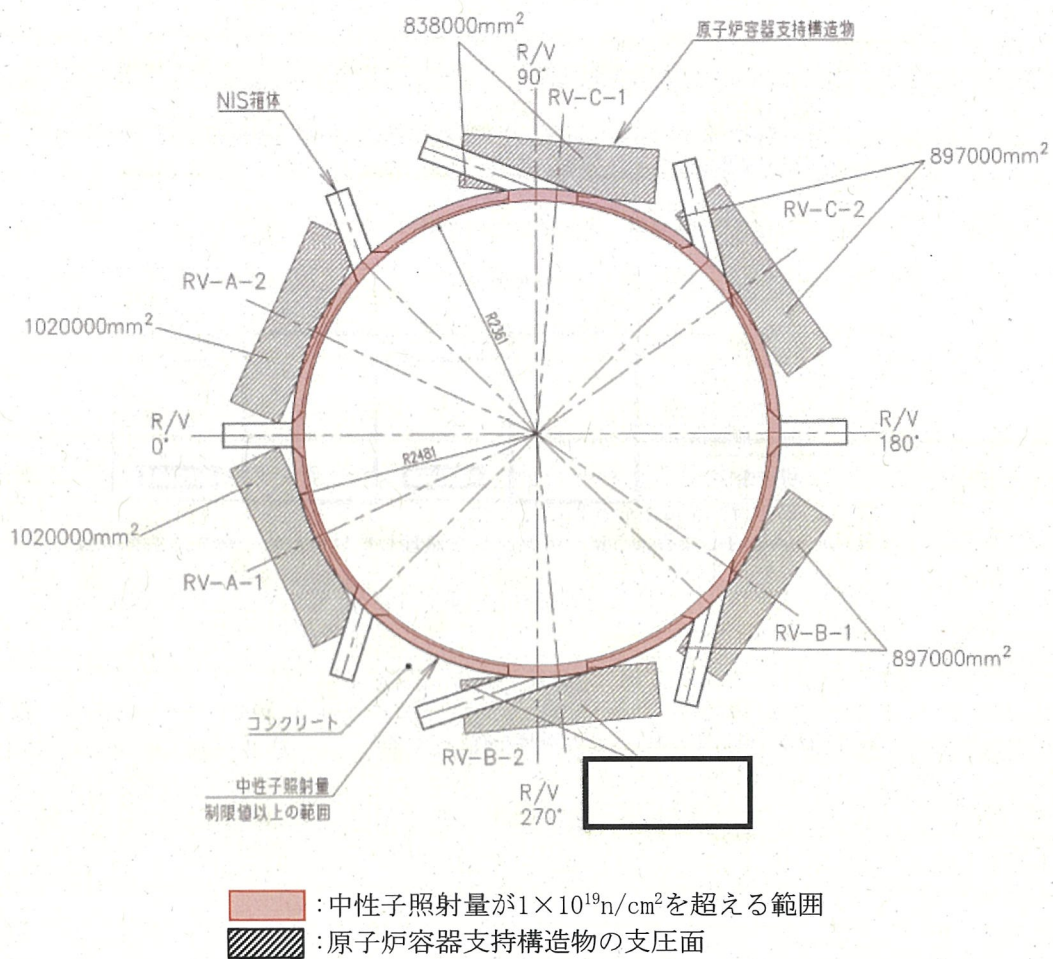 838000mm²
原子炉容器支持構造物
R/V
90°
RV-C-1
NIS箱体
897000mm²
RV-C-2
RV-A-2
1020000mm²
R2361
R/V
0°
R/V
180°
R2481
1020000mm²
RV-A-1
RV-B-1
897000mm²
コンクリート
RV-B-2
中性子照射量
制限値以上の範囲
R/V
270°
:中性子照射量が1×10¹⁹n/cm²を超える範囲
:原子炉容器支持構造物の支圧面